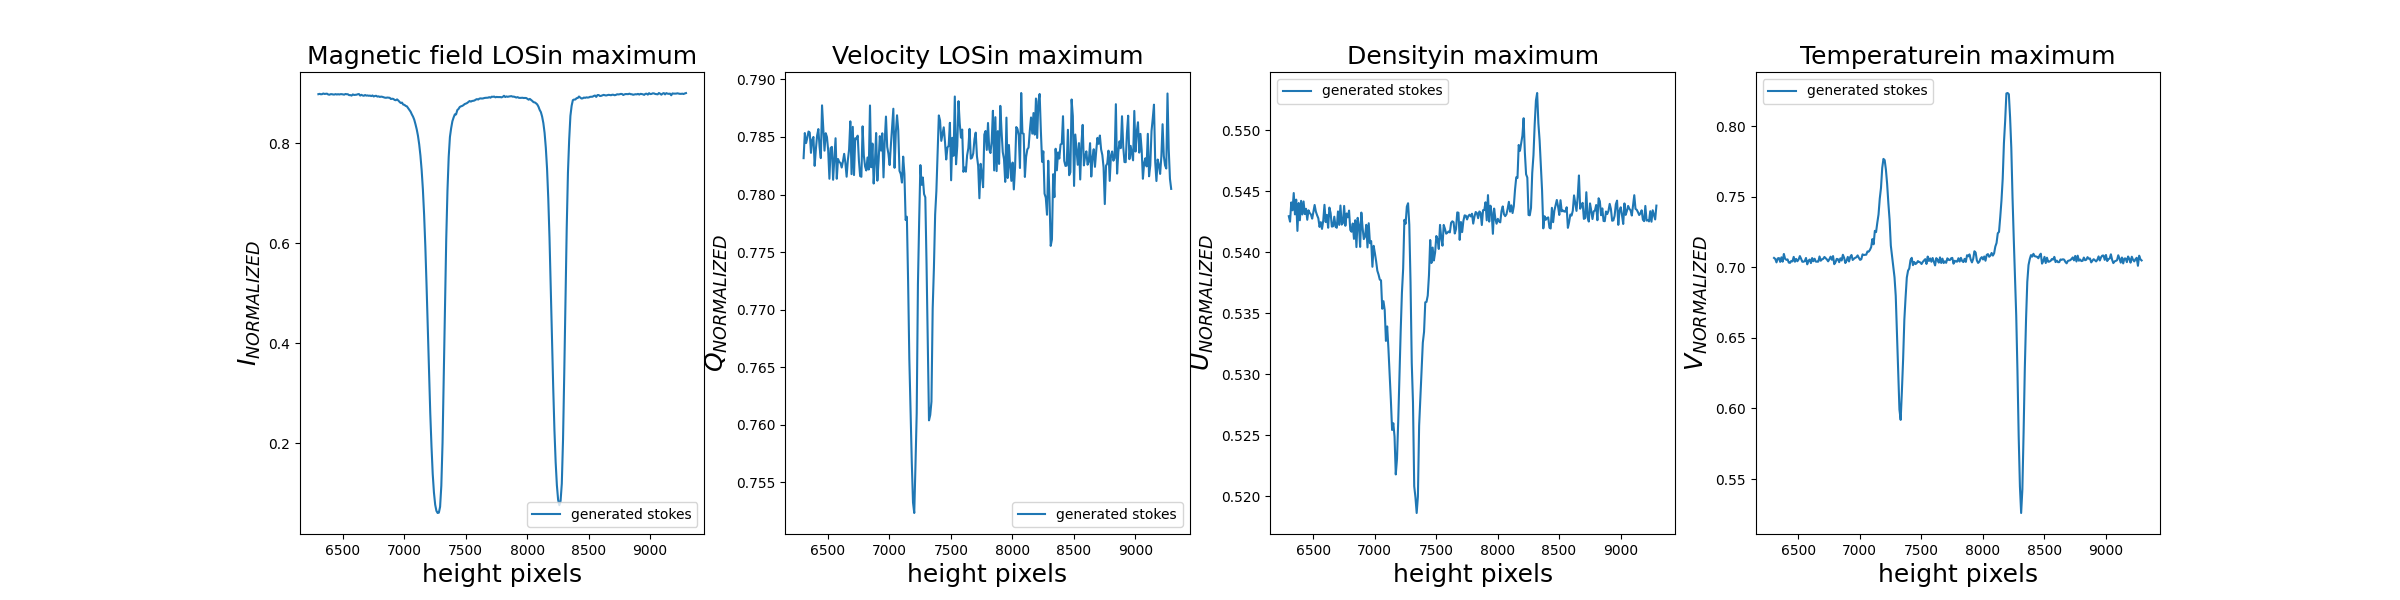 Magnetic field LOSin maximum
I_NORMALIZED
0.8
0.6
0.4
0.2
generated stokes
6500 7000 7500 8000 8500 9000
height pixels
Velocity LOSin maximum
Q_NORMALIZED
0.790
0.785
0.780
0.775
0.770
0.765
0.760
0.755
generated stokes
6500 7000 7500 8000 8500 9000
height pixels
Densityin maximum
U_NORMALIZED
generated stokes
0.550
0.545
0.540
0.535
0.530
0.525
0.520
6500 7000 7500 8000 8500 9000
height pixels
Temperaturein maximum
V_NORMALIZED
generated stokes
0.80
0.75
0.70
0.65
0.60
0.55
6500 7000 7500 8000 8500 9000
height pixels